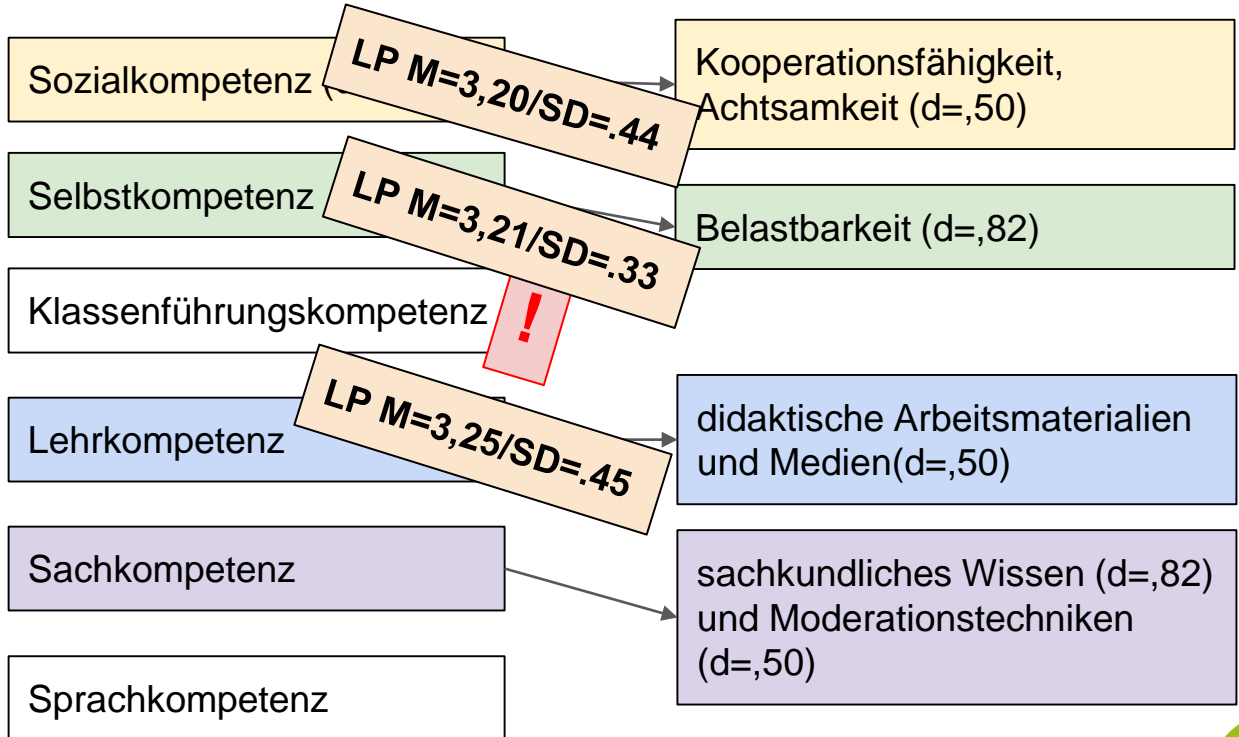 Sozialkompetenz (
LP M=3,20/SD=.44
Kooperationsfähigkeit,
Achtsamkeit (d=,50)
Selbstkompetenz
LP M=3,21/SD=.33
Belastbarkeit (d=,82)
Klassenführungskompetenz
!
Lehrkompetenz
LP M=3,25/SD=.45
didaktische Arbeitsmaterialien
und Medien(d=,50)
Sachkompetenz
sachkundliches Wissen (d=,82)
und Moderationstechniken
(d=,50)
Sprachkompetenz